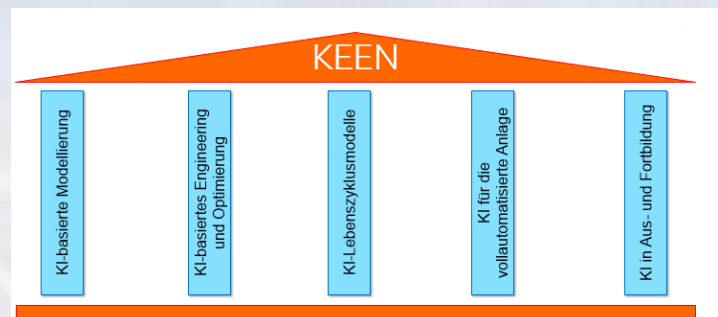 KEEN
KI-basierte Modellierung
KI-basiertes Engineering
und Optimierung
KI-Lebenszyklusmodelle
KI für die
vollautomatisierte Anlage
KI in Aus- und Fortbildung